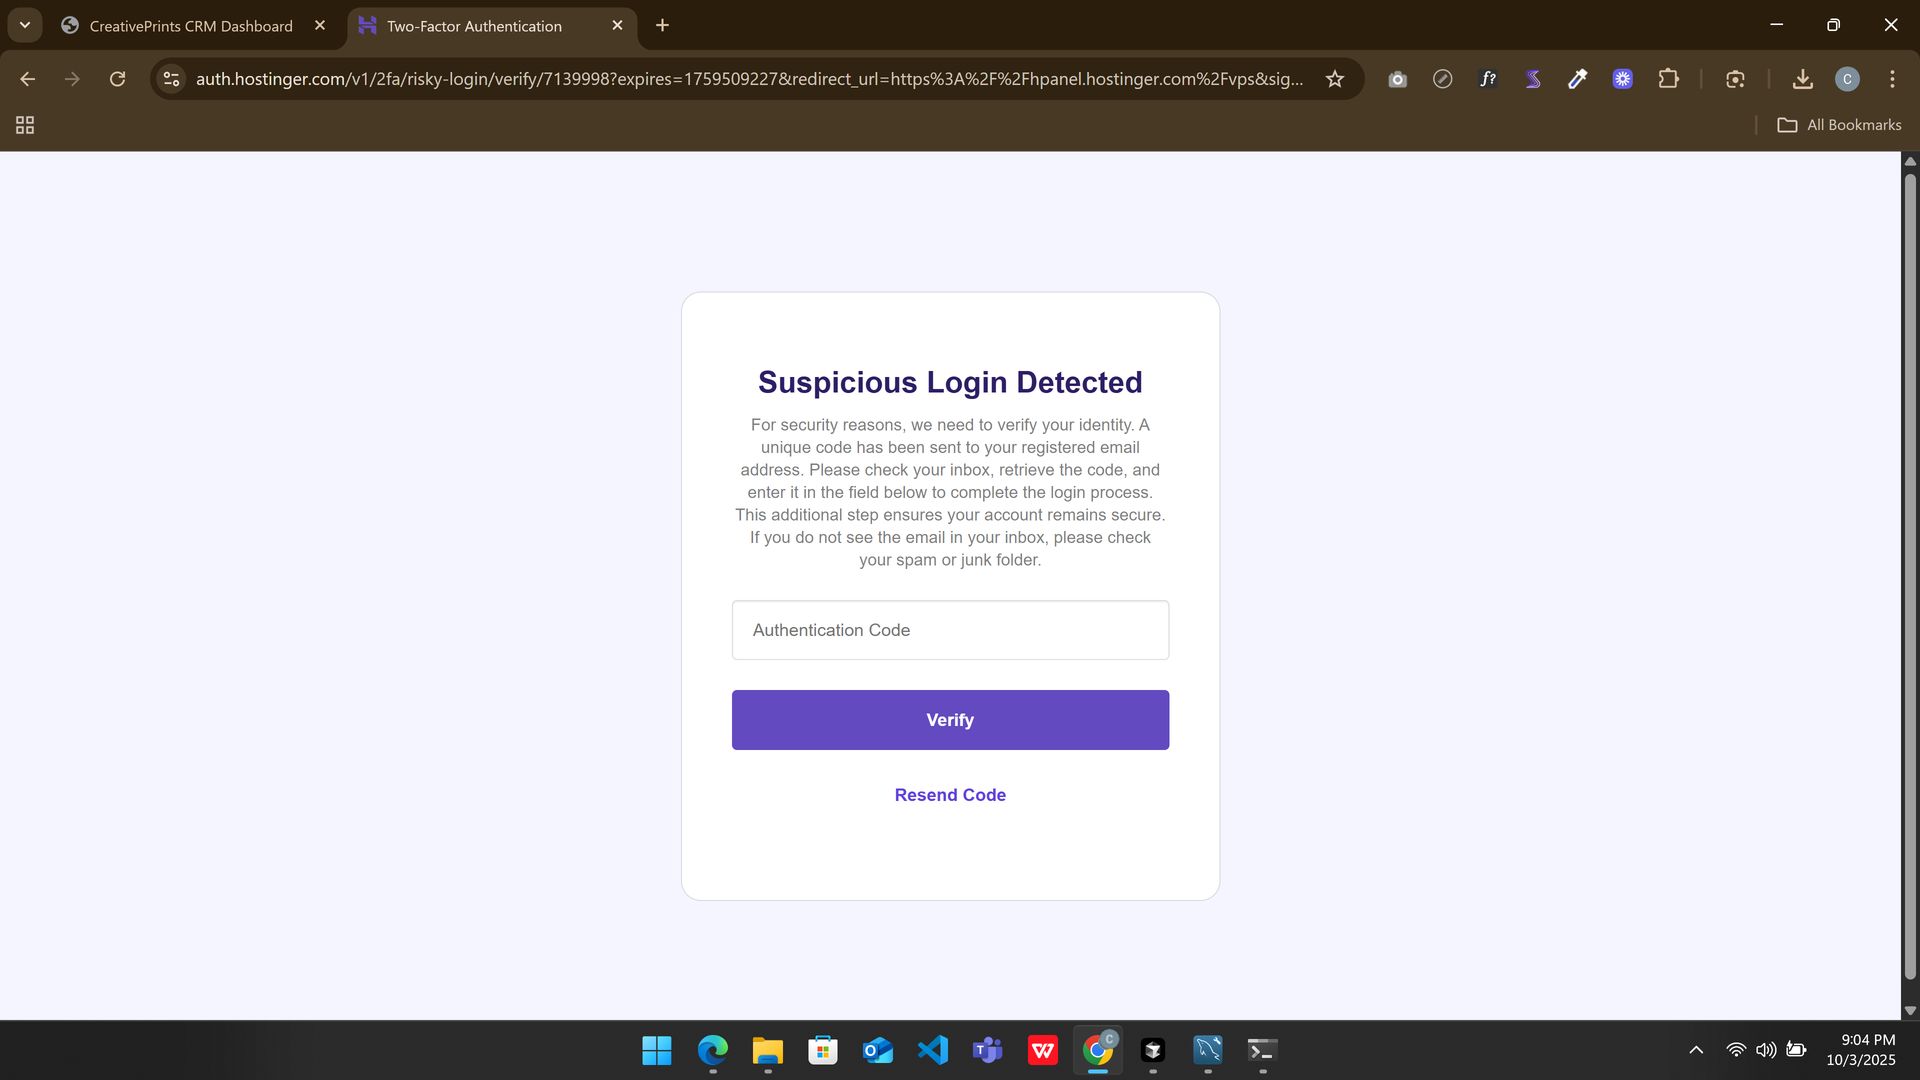 CreativePrints CRM Dashboard
Two-Factor Authentication
auth.hostinger.com/v1/2fa/risky-login/verify/7139998?expires=1759509227&redirect_url=https%3A%2F%2Fhpanel.hostinger.com%2Fvps&sig...
f?
C
All Bookmarks
Suspicious Login Detected
For security reasons, we need to verify your identity. A
unique code has been sent to your registered email
address. Please check your inbox, retrieve the code, and
enter it in the field below to complete the login process.
This additional step ensures your account remains secure.
If you do not see the email in your inbox, please check
your spam or junk folder.
Authentication Code
Verify
Resend Code
C
9:04 PM
10/3/2025